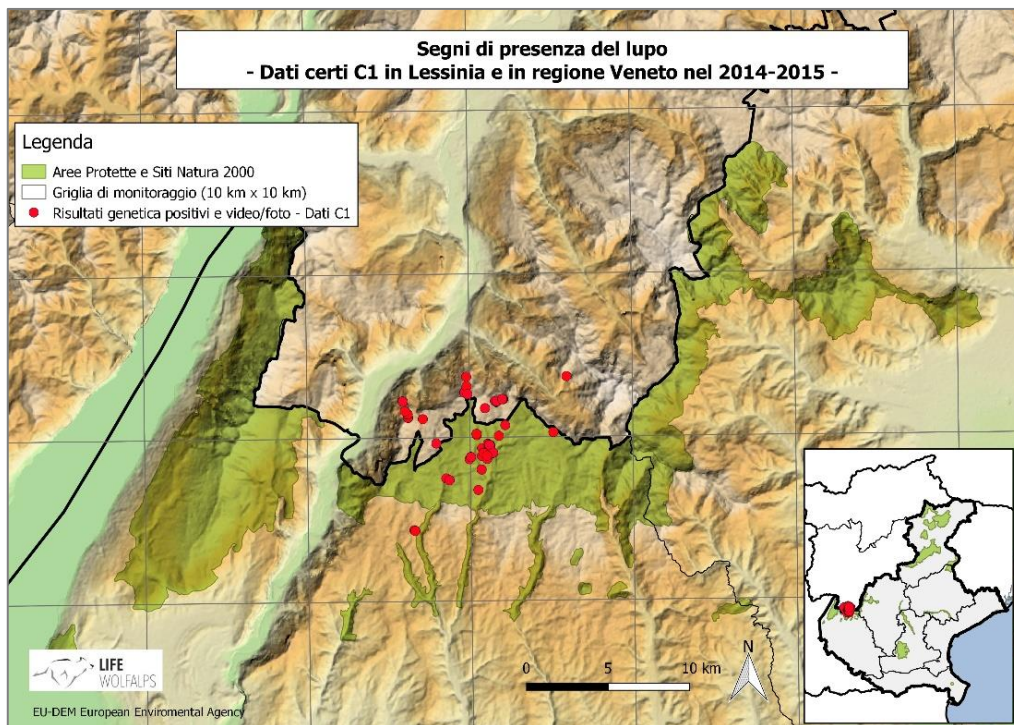 Segni di presenza del lupo
- Dati certi C1 in Lessinia e in regione Veneto nel 2014-2015 -
Legenda
Aree Protette e Siti Natura 2000
Griglia di monitoraggio (10 km x 10 km)
Risultati genetica positivi e video/foto - Dati C1
N
0 5 10 km
LIFE
WOLFALPS
EU-DEM European Enviromental Agency